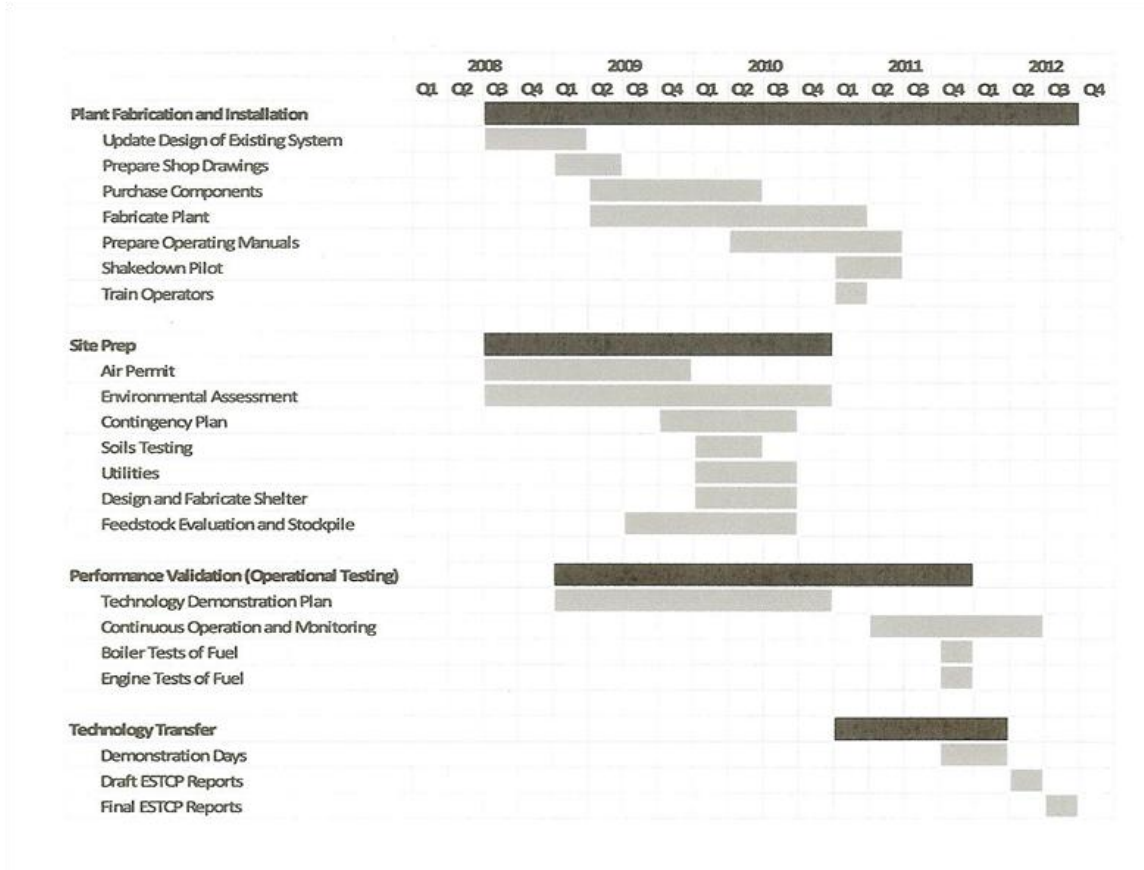 2008 2009 2010 2011 2012
Q1 Q2 Q3 Q4 Q1 Q2 Q3 Q4 Q1 Q2 Q3 Q4 Q1 Q2 Q3 Q4 Q1 Q2 Q3 Q4
Plant Fabrication and Installation
Update Design of Existing System
Prepare Shop Drawings
Purchase Components
Fabricate Plant
Prepare Operating Manuals
Shakedown Pilot
Train Operators
Site Prep
Air Permit
Environmental Assessment
Contingency Plan
Soils Testing
Utilities
Design and Fabricate Shelter
Feedstock Evaluation and Stockpile
Performance Validation (Operational Testing)
Technology Demonstration Plan
Continuous Operation and Monitoring
Boiler Tests of Fuel
Engine Tests of Fuel
Technology Transfer
Demonstration Days
Draft ESTCP Reports
Final ESTCP Reports